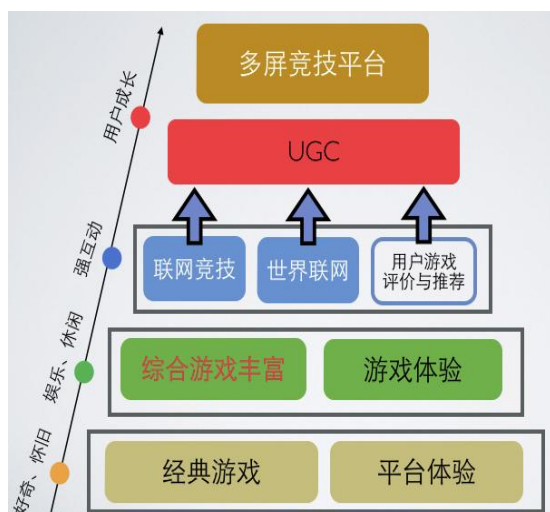 多屏竞技平台
用户成长
UGC
强互动
联网竞技
世界联网
用户游戏
评价与推荐
娱乐、休闲
综合游戏丰富
游戏体验
好奇、怀旧
经典游戏
平台体验